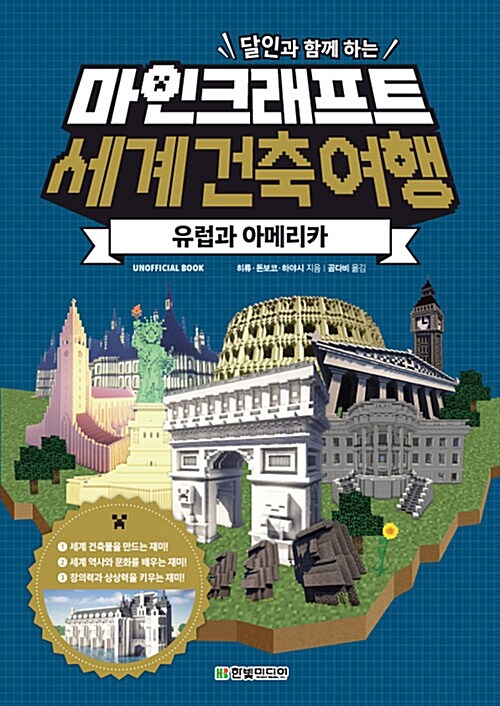 달인과 함께 하는
마인크래프트
세계 건축 여행
유럽과 아메리카
UNOFFICIAL BOOK 히류·돈보코·하야시 지음 | 공다비 옮김
1 세계 건축물을 만드는 재미!
2 세계 역사와 문화를 배우는 재미!
3 창의력과 상상력을 키우는 재미!
HB 한빛미디어